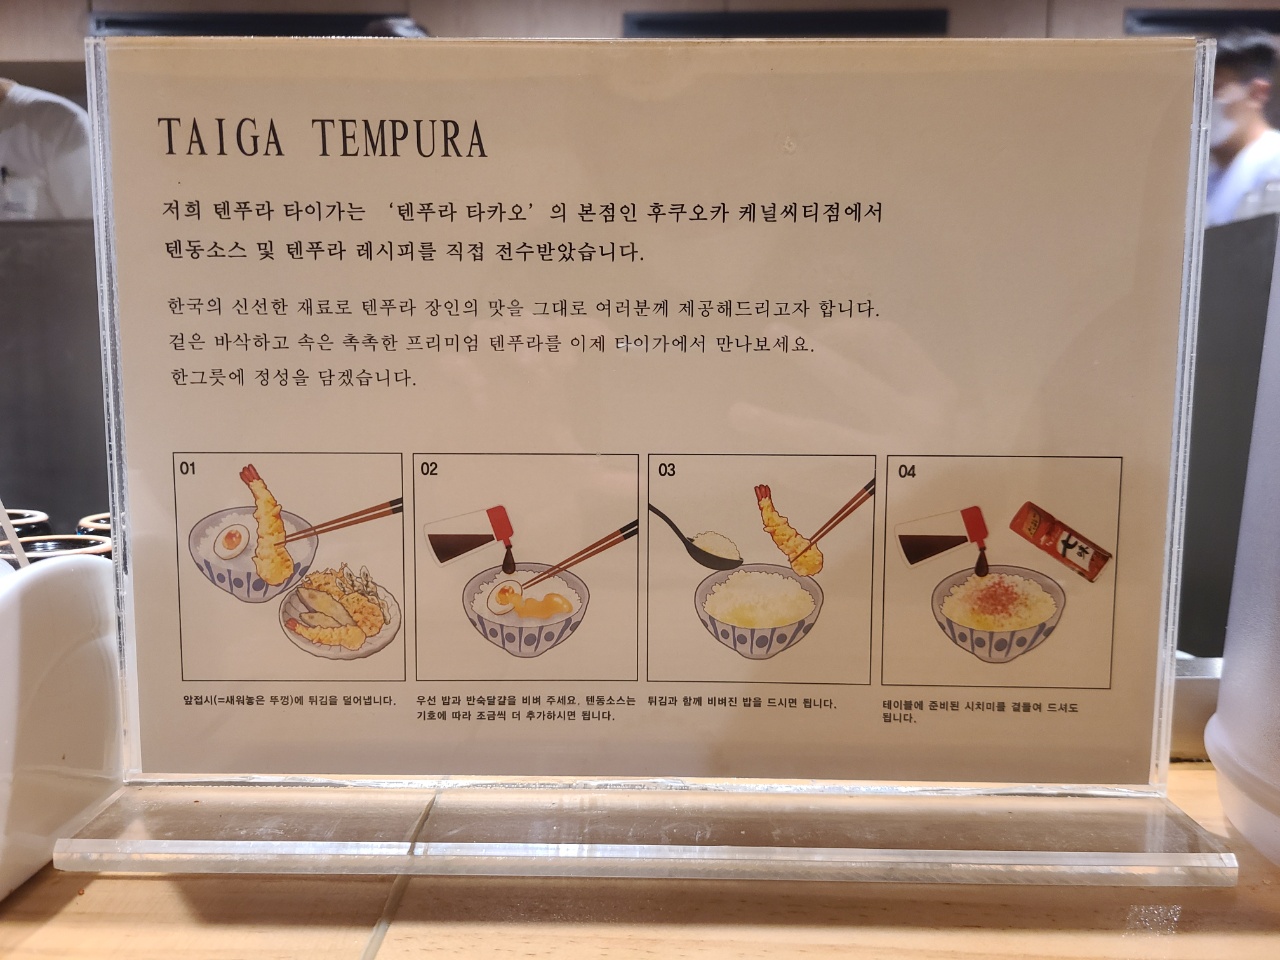 TAIGA TEMPURA
저희 텐푸라 타이가는 ‘텐푸라 타카오’ 의 본점인 후쿠오카 케널씨티점에서
텐동소스 및 텐푸라 레시피를 직접 전수받았습니다.
한국의 신선한 재료로 텐푸라 장인의 맛을 그대로 여러분께 제공해드리고자 합니다.
겉은 바삭하고 속은 촉촉한 프리미엄 텐푸라를 이제 타이가에서 만나보세요.
한그릇에 정성을 담겠습니다.
01
앞접시(=새워놓은 뚜껑)에 튀김을 덜어냅니다.
02
우선 밥과 반숙달걀을 비벼 주세요. 텐동소스는
기호에 따라 조금씩 더 추가하시면 됩니다.
03
튀김과 함께 비벼진 밥을 드시면 됩니다.
04
七味
테이블에 준비된 시치미를 곁들여 드셔도
됩니다.